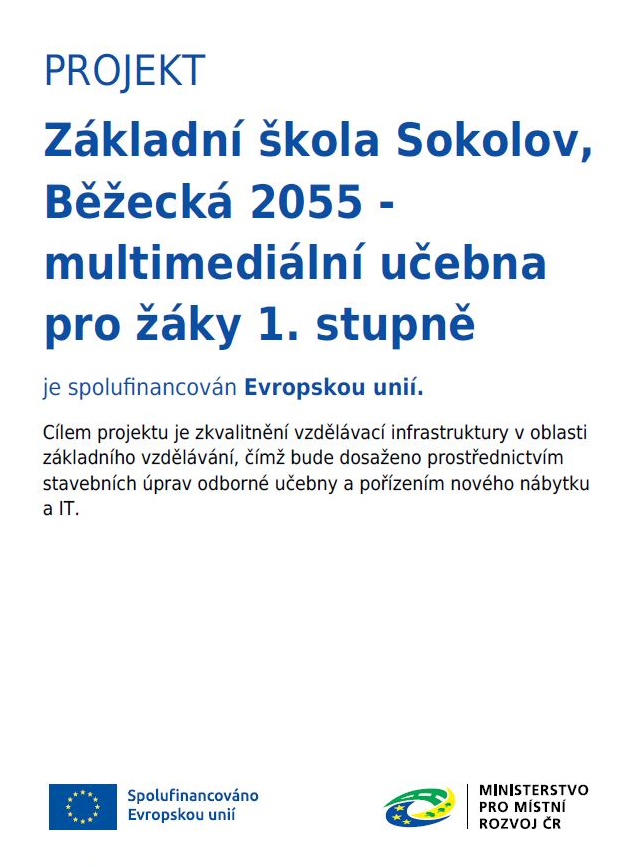 PROJEKT
Základní škola Sokolov,
Běžecká 2055 -
multimediální učebna
pro žáky 1. stupně
je spolufinancován Evropskou unií.
Cílem projektu je zkvalitnění vzdělávací infrastruktury v oblasti
základního vzdělávání, čímž bude dosaženo prostřednictvím
stavebních úprav odborné učebny a pořízením nového nábytku
a IT.
Spolufinancováno
Evropskou unií
MINISTERSTVO
PRO MÍSTNÍ
ROZVOJ ČR